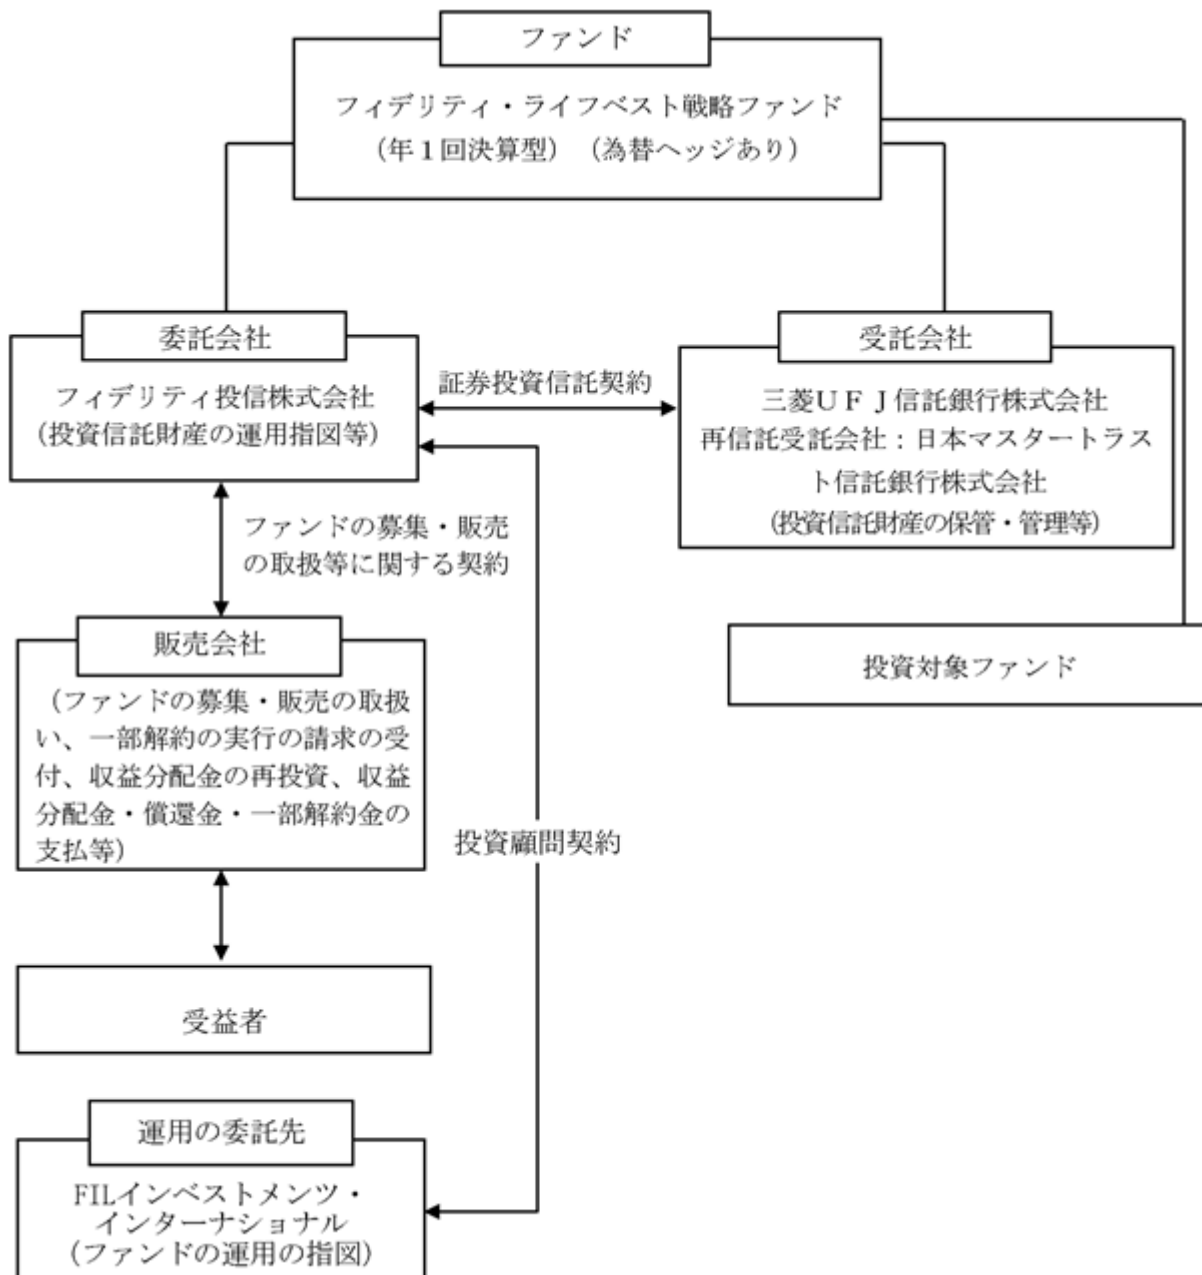 ファンド
フィデリティ・ライフベスト戦略ファンド
（年１回決算型）（為替ヘッジあり）
委託会社
フィデリティ投信株式会社
（投資信託財産の運用指図等）
証券投資信託契約
受託会社
三菱ＵＦＪ信託銀行株式会社
再信託受託会社：日本マスタートラス
ト信託銀行株式会社
（投資信託財産の保管・管理等）
ファンドの募集・販売
の取扱等に関する契約
販売会社
（ファンドの募集・販売の取扱
い、一部解約の実行の請求の受
付、収益分配金の再投資、収益
分配金・償還金・一部解約金の
支払等）
投資対象ファンド
投資顧問契約
受益者
運用の委託先
FILインベストメンツ・
インターナショナル
（ファンドの運用の指図）